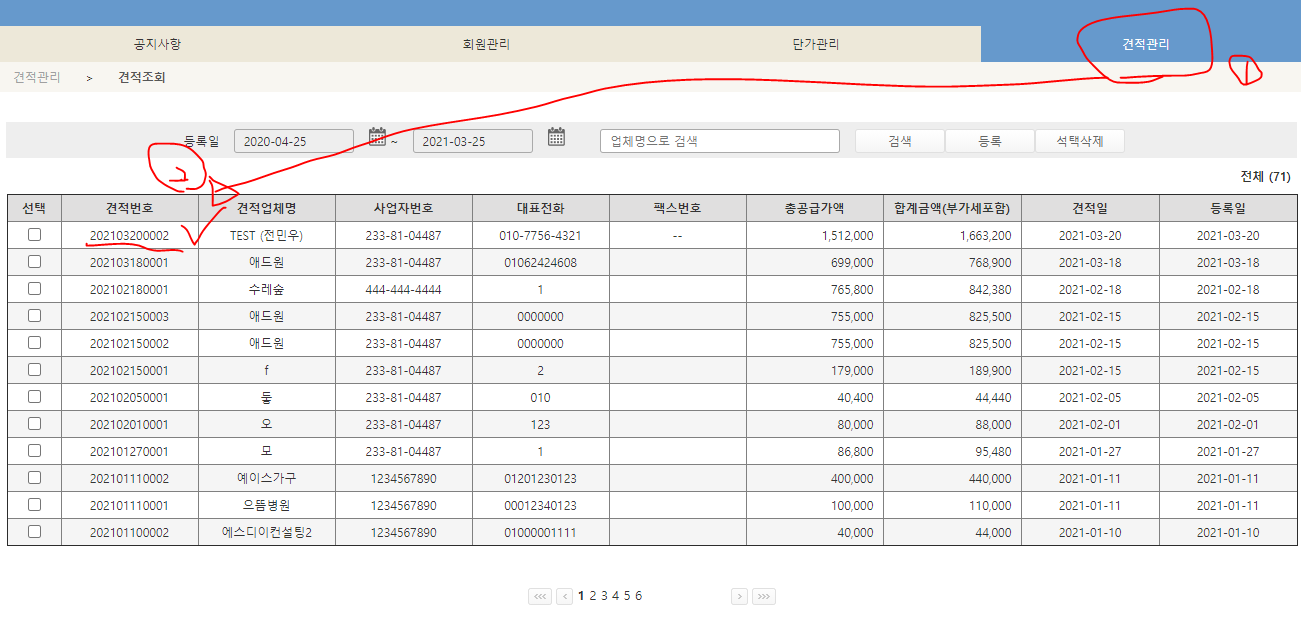 공지사항 회원관리 단가관리 견적관리
견적관리 > 견적조회
1
등록일 2020-04-25 ~ 2021-03-25 업체명으로 검색 검색 등록 선택삭제
2
전체 (71)
선택 견적번호 견적업체명 사업자번호 대표전화 팩스번호 총공급가액 합계금액(부가세포함) 견적일 등록일
202103200002 TEST (전민우) 233-81-04487 010-7756-4321 -- 1,512,000 1,663,200 2021-03-20 2021-03-20
202103180001 애드원 233-81-04487 01062424608 699,000 768,900 2021-03-18 2021-03-18
202102180001 수레숲 444-444-4444 1 765,800 842,380 2021-02-18 2021-02-18
202102150003 애드원 233-81-04487 0000000 755,000 825,500 2021-02-15 2021-02-15
202102150002 애드원 233-81-04487 0000000 755,000 825,500 2021-02-15 2021-02-15
202102150001 f 233-81-04487 2 179,000 189,900 2021-02-15 2021-02-15
202102050001 233-81-04487 010 40,400 44,440 2021-02-05 2021-02-05
202102010001 오 233-81-04487 123 80,000 88,000 2021-02-01 2021-02-01
202101270001 모 233-81-04487 1 86,800 95,480 2021-01-27 2021-01-27
202101110002 예이스가구 1234567890 01201230123 400,000 440,000 2021-01-11 2021-01-11
202101110001 으뜸병원 1234567890 00012340123 100,000 110,000 2021-01-11 2021-01-11
202101100002 에스디이컨설팅2 1234567890 01000001111 40,000 44,000 2021-01-10 2021-01-10
<<< < 1 2 3 4 5 6 > >>>